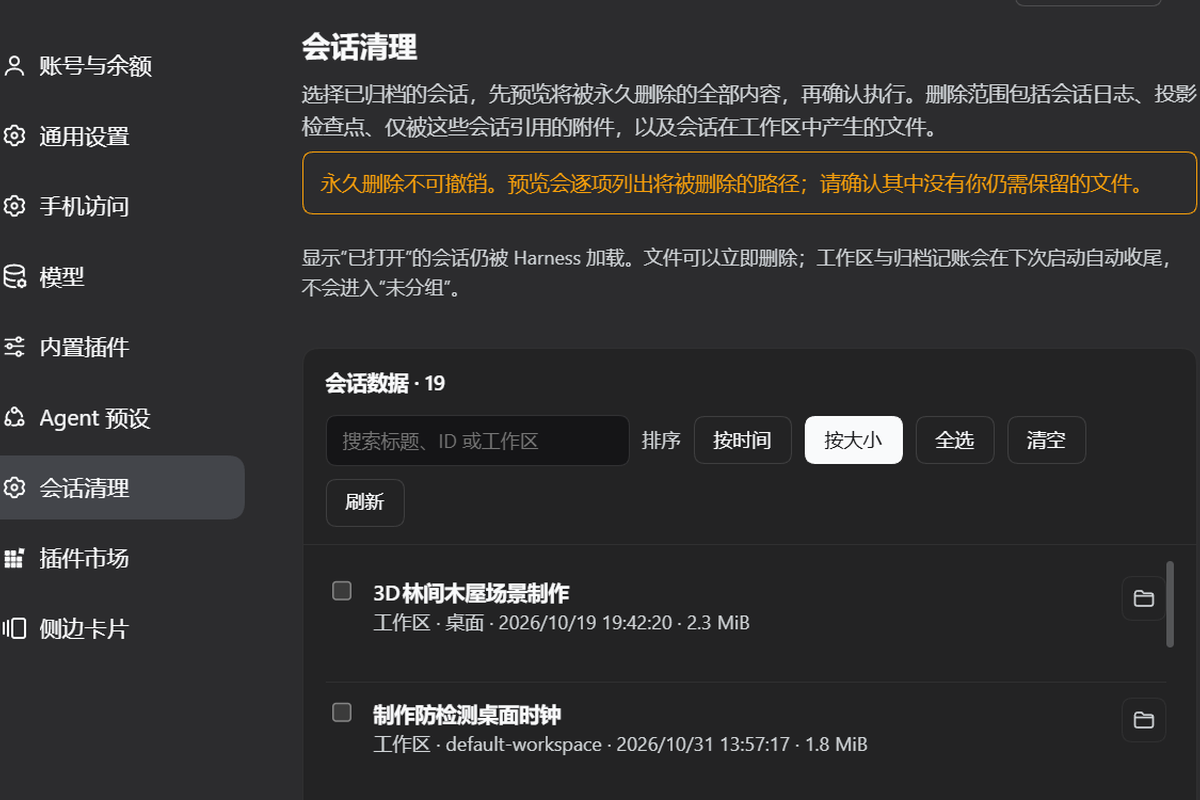 账号与余额
通用设置
手机访问
模型
内置插件
Agent 预设
会话清理
插件市场
侧边卡片
会话清理
选择已归档的会话，先预览将被永久删除的全部内容，再确认执行。删除范围包括会话日志、投影
检查点、仅被这些会话引用的附件，以及会话在工作区中产生的文件。
永久删除不可撤销。预览会逐项列出将被删除的路径；请确认其中没有你仍需保留的文件。
显示“已打开”的会话仍被 Harness 加载。文件可以立即删除；工作区与归档记账会在下次启动自动收尾，
不会进入“未分组”。
会话数据 · 19
搜索标题、ID 或工作区 排序 按时间 按大小 全选 清空
刷新
3D林间木屋场景制作
工作区 · 桌面 · 2026/10/19 19:42:20 · 2.3 MiB
制作防检测桌面时钟
工作区 · default-workspace · 2026/10/31 13:57:17 · 1.8 MiB